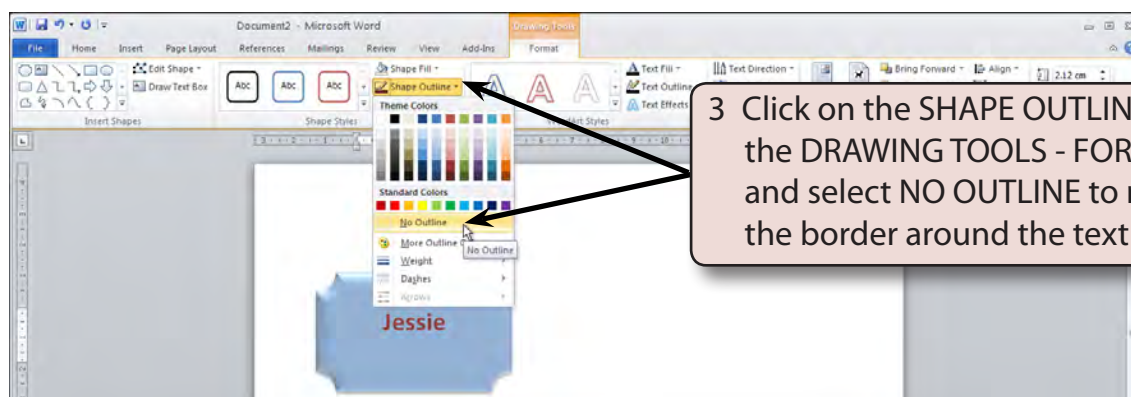 Document2 - Microsoft Word
Drawing Tools
File Home Insert Page Layout References Mailings Review View Add-Ins Format
Edit Shape
Draw Text Box
Insert Shapes
Abc Abc Abc
Shape Styles
Shape Fill
Shape Outline
A A A
Art Styles
Text Fill
Text Outline
Text Effects
Text Direction
Bring Forward
Align
2.12 cm
Theme Colors
Standard Colors
No Outline
More Outline
No Outline
Weight
Dashes
Arrows
Jessie
3 Click on the SHAPE OUTLIN
the DRAWING TOOLS - FOR
and select NO OUTLINE to
the border around the text